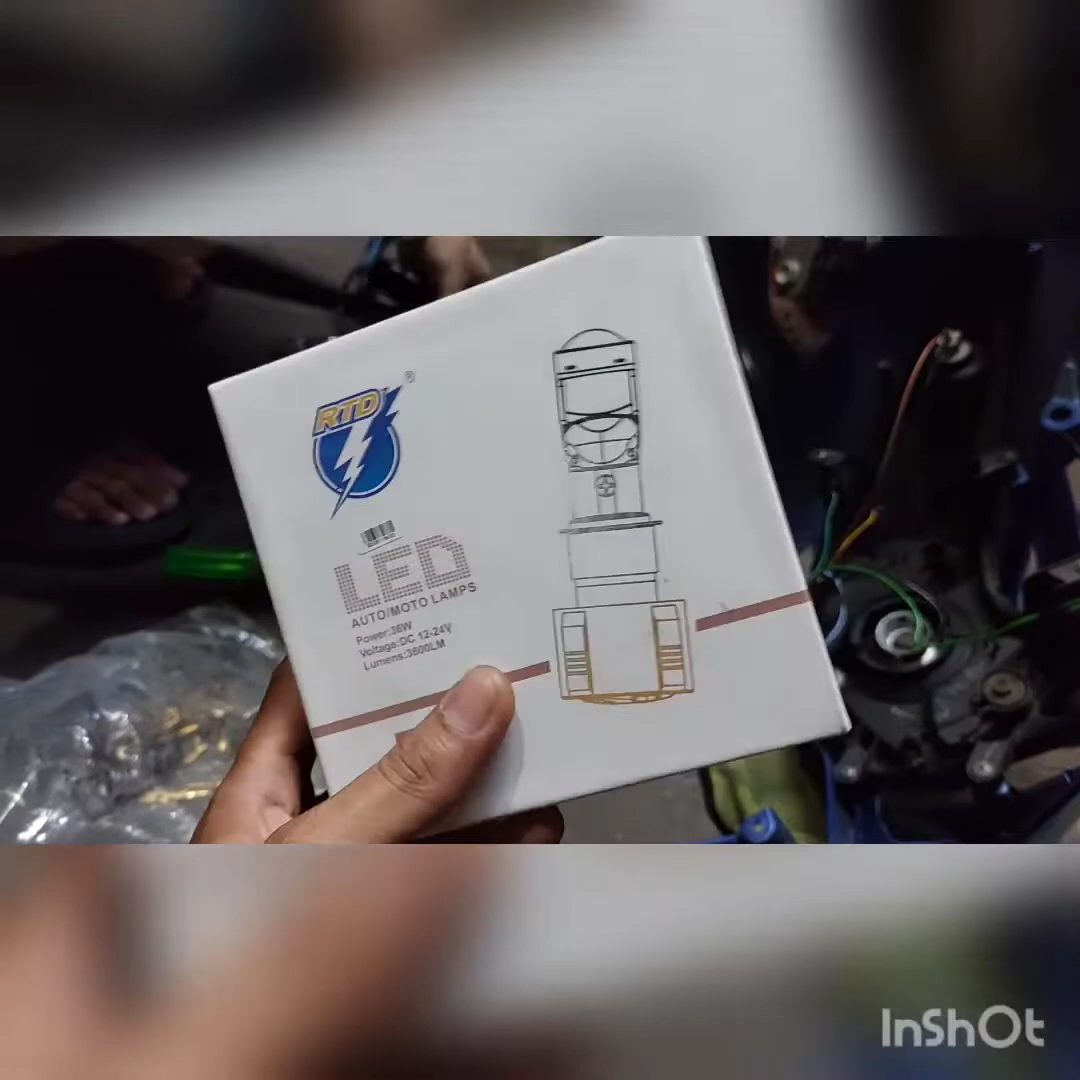 RTD
®
LED
AUTO/MOTO LAMPS
Power:36W
Voltage:DC 12-24V
Lumens:3600LM
InShOt